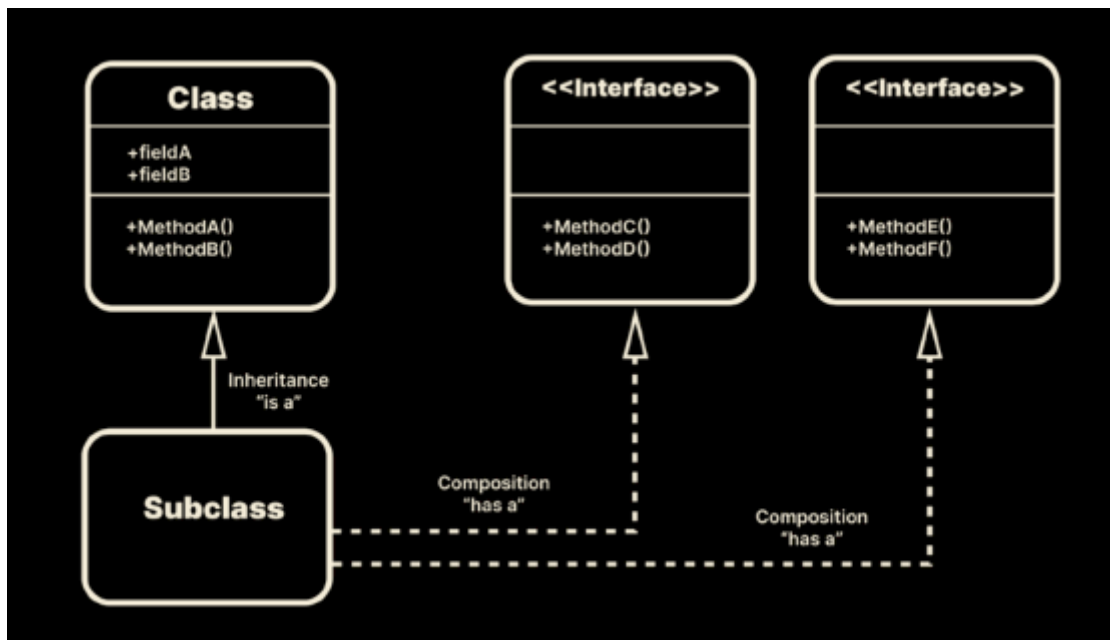 Class
+fieldA
+fieldB
+MethodA()
+MethodB()
<<Interface>>
+MethodC()
+MethodD()
<<Interface>>
+MethodE()
+MethodF()
Inheritance
“is a”
Subclass
Composition
“has a”
Composition
“has a”